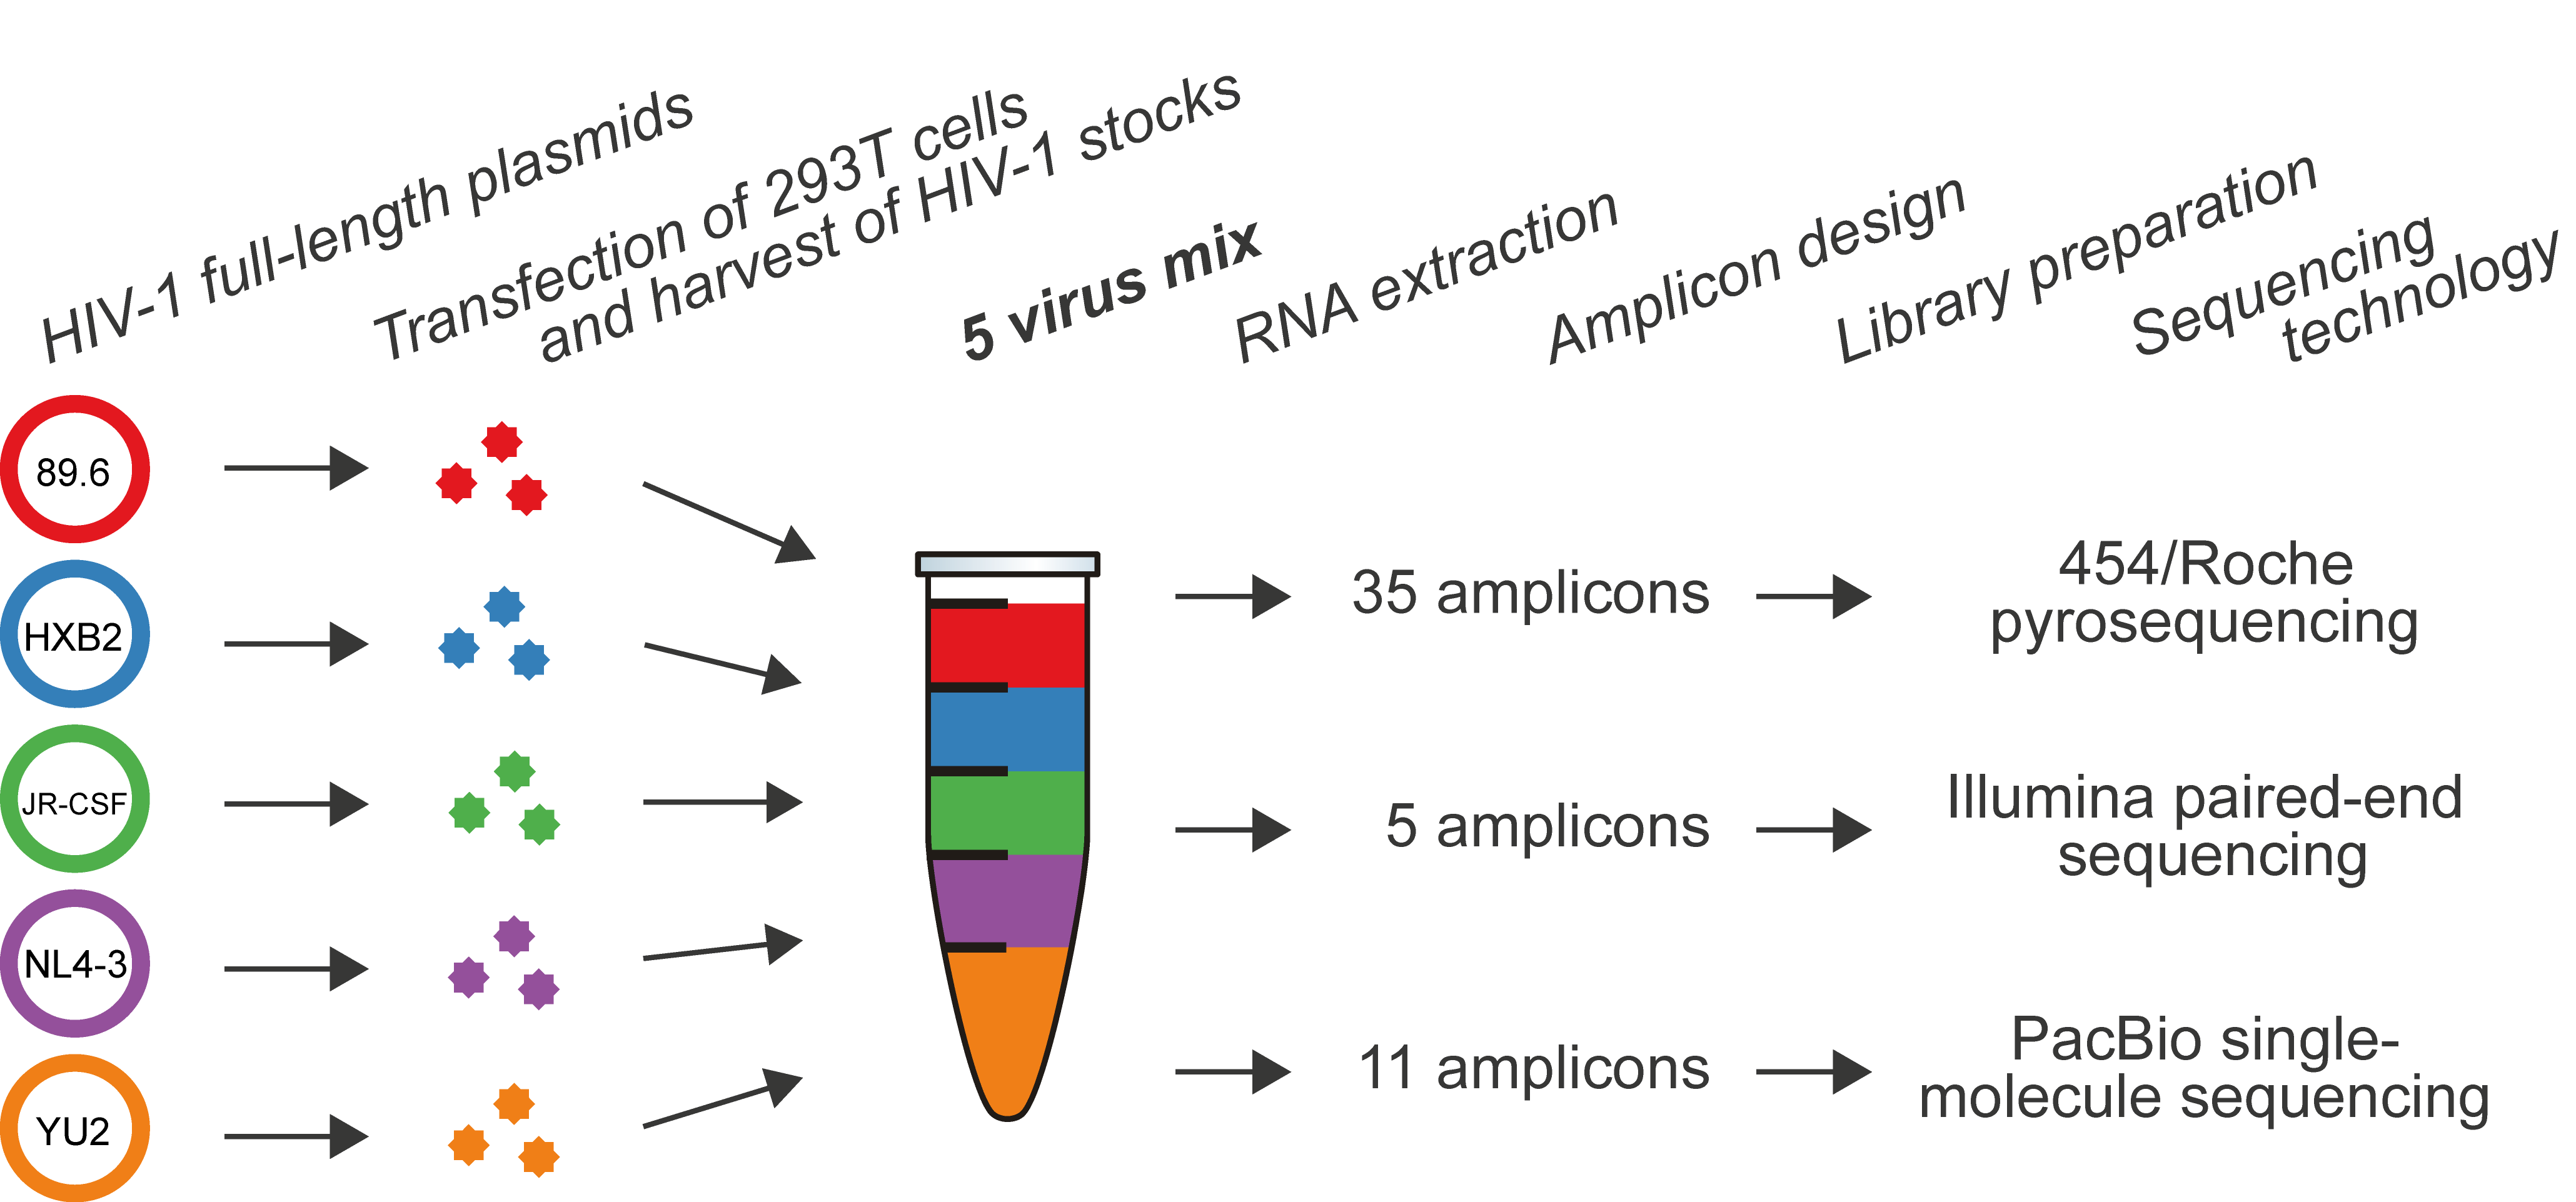 HIV-1 full-length plasmids
Transfection of 293T cells
and harvest of HIV-1 stocks
5 virus mix
RNA extraction
Amplicon design
Library preparation
Sequencing
technology
89.6
HXB2
JR-CSF
NL4-3
YU2
35 amplicons
454/Roche
pyrosequencing
5 amplicons
Illumina paired-end
sequencing
11 amplicons
PacBio single-
molecule sequencing